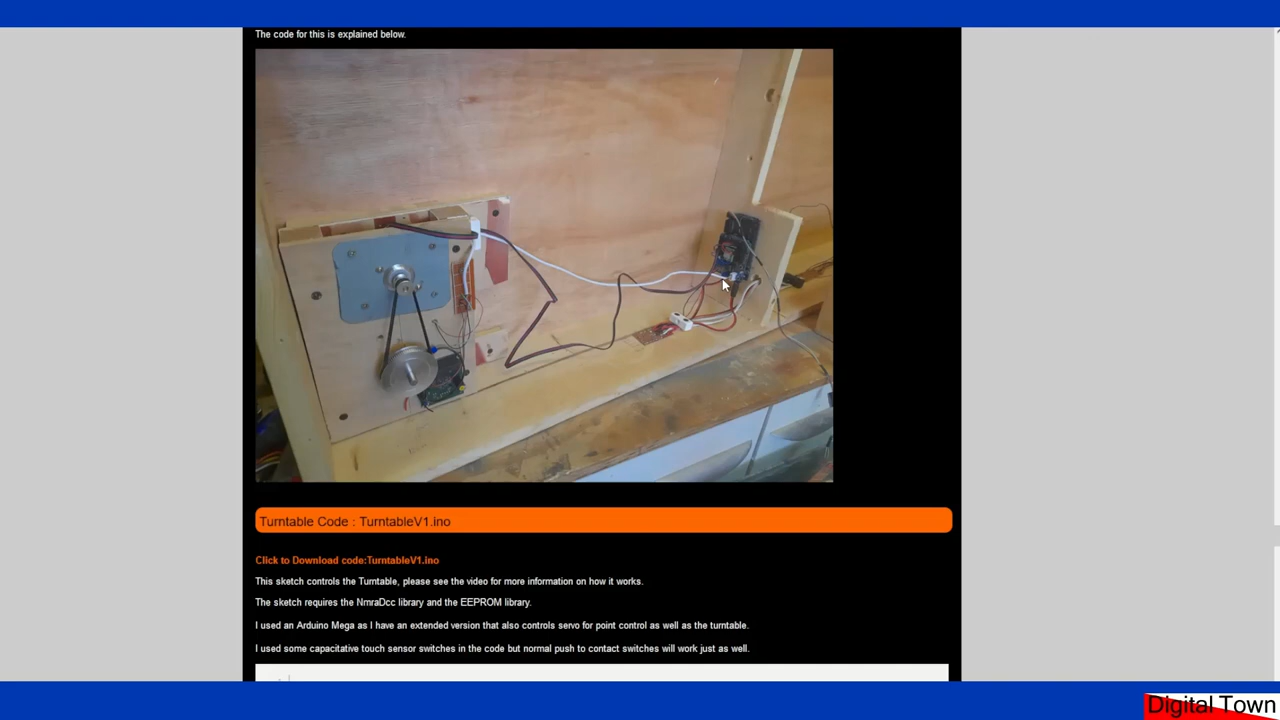 The code for this is explained below.
Turntable Code : TurntableV1.ino
Click to Download code:TurntableV1.ino
This sketch controls the Turntable, please see the video for more information on how it works.
The sketch requires the NmraDcc library and the EEPROM library.
I used an Arduino Mega as I have an extended version that also controls servo for point control as well as the turntable.
I used some capacitative touch sensor switches in the code but normal push to contact switches will work just as well.
Digital Town